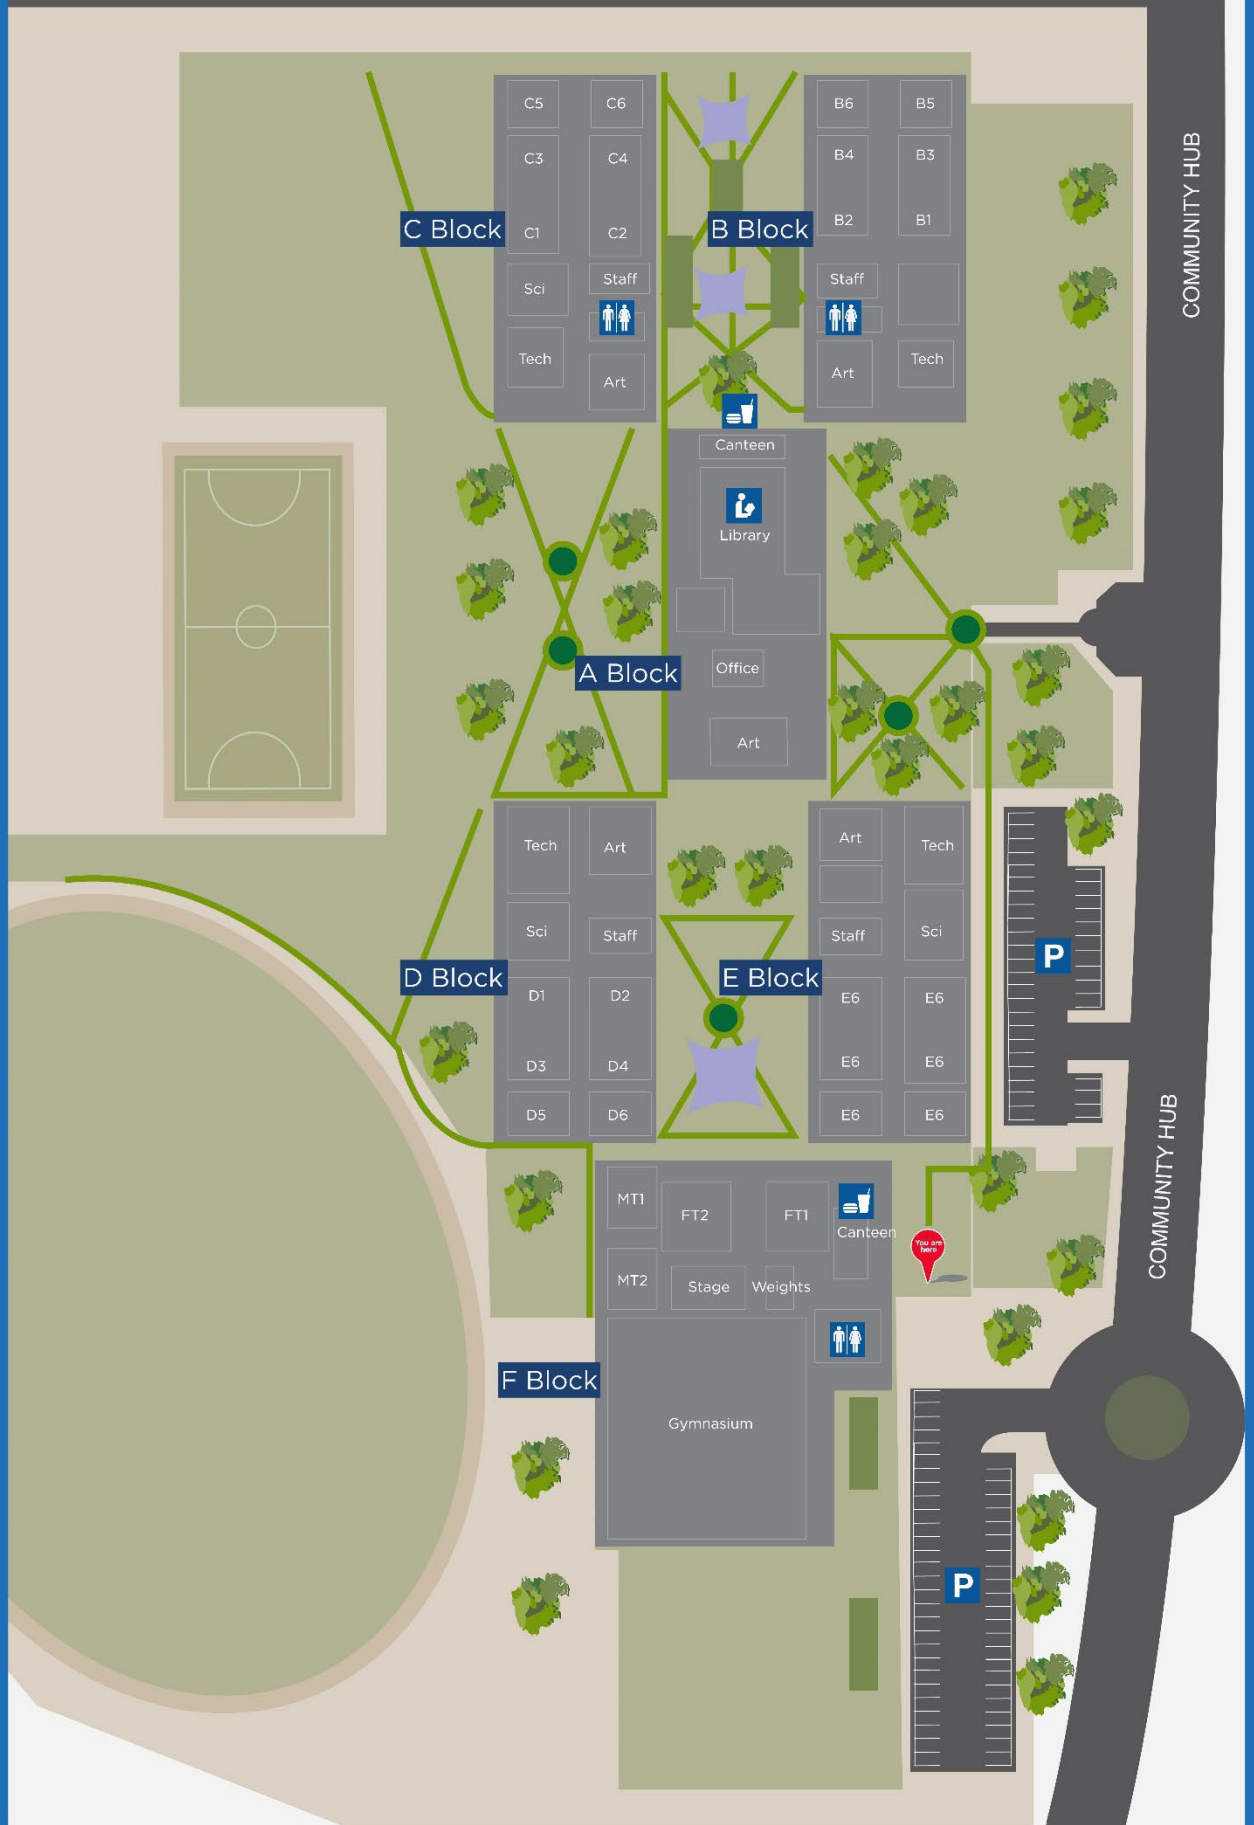 C5
C6
B6
B5
C3
C4
B4
B3
COMMUNITY HUB
C Block
C1
C2
B Block
B2
B1
Sci
Staff
Staff
Tech
Art
Art
Tech
Canteen
Library
A Block
Office
Art
Tech
Art
Art
Tech
Sci
Staff
Staff
Sci
P
D Block
E Block
D1
D2
E6
E6
D3
D4
E6
E6
D5
D6
E6
E6
COMMUNITY HUB
MT1
FT2
FT1
Canteen
You are
here
MT2
Stage
Weights
F Block
Gymnasium
P